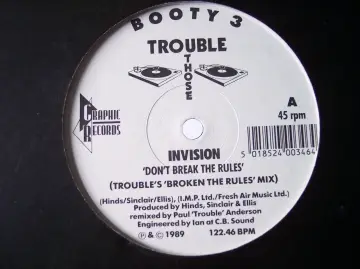 BOOTY 3
TROUBLE
THOSE
GRAPHIC
RECORDS
A
45 rpm
5 018524 003464
INVISION
'DON'T BREAK THE RULES'
(TROUBLE'S 'BROKEN THE RULES' MIX)
(Hinds/Sinclair/Ellis), (I.M.P. Ltd./Fresh Air Music Ltd.)
Produced by Hinds, Sinclair & Ellis
remixed by Paul 'Trouble' Anderson
Engineered by Ian at C.B. Sound
℗ & © 1989 122.46 BPM